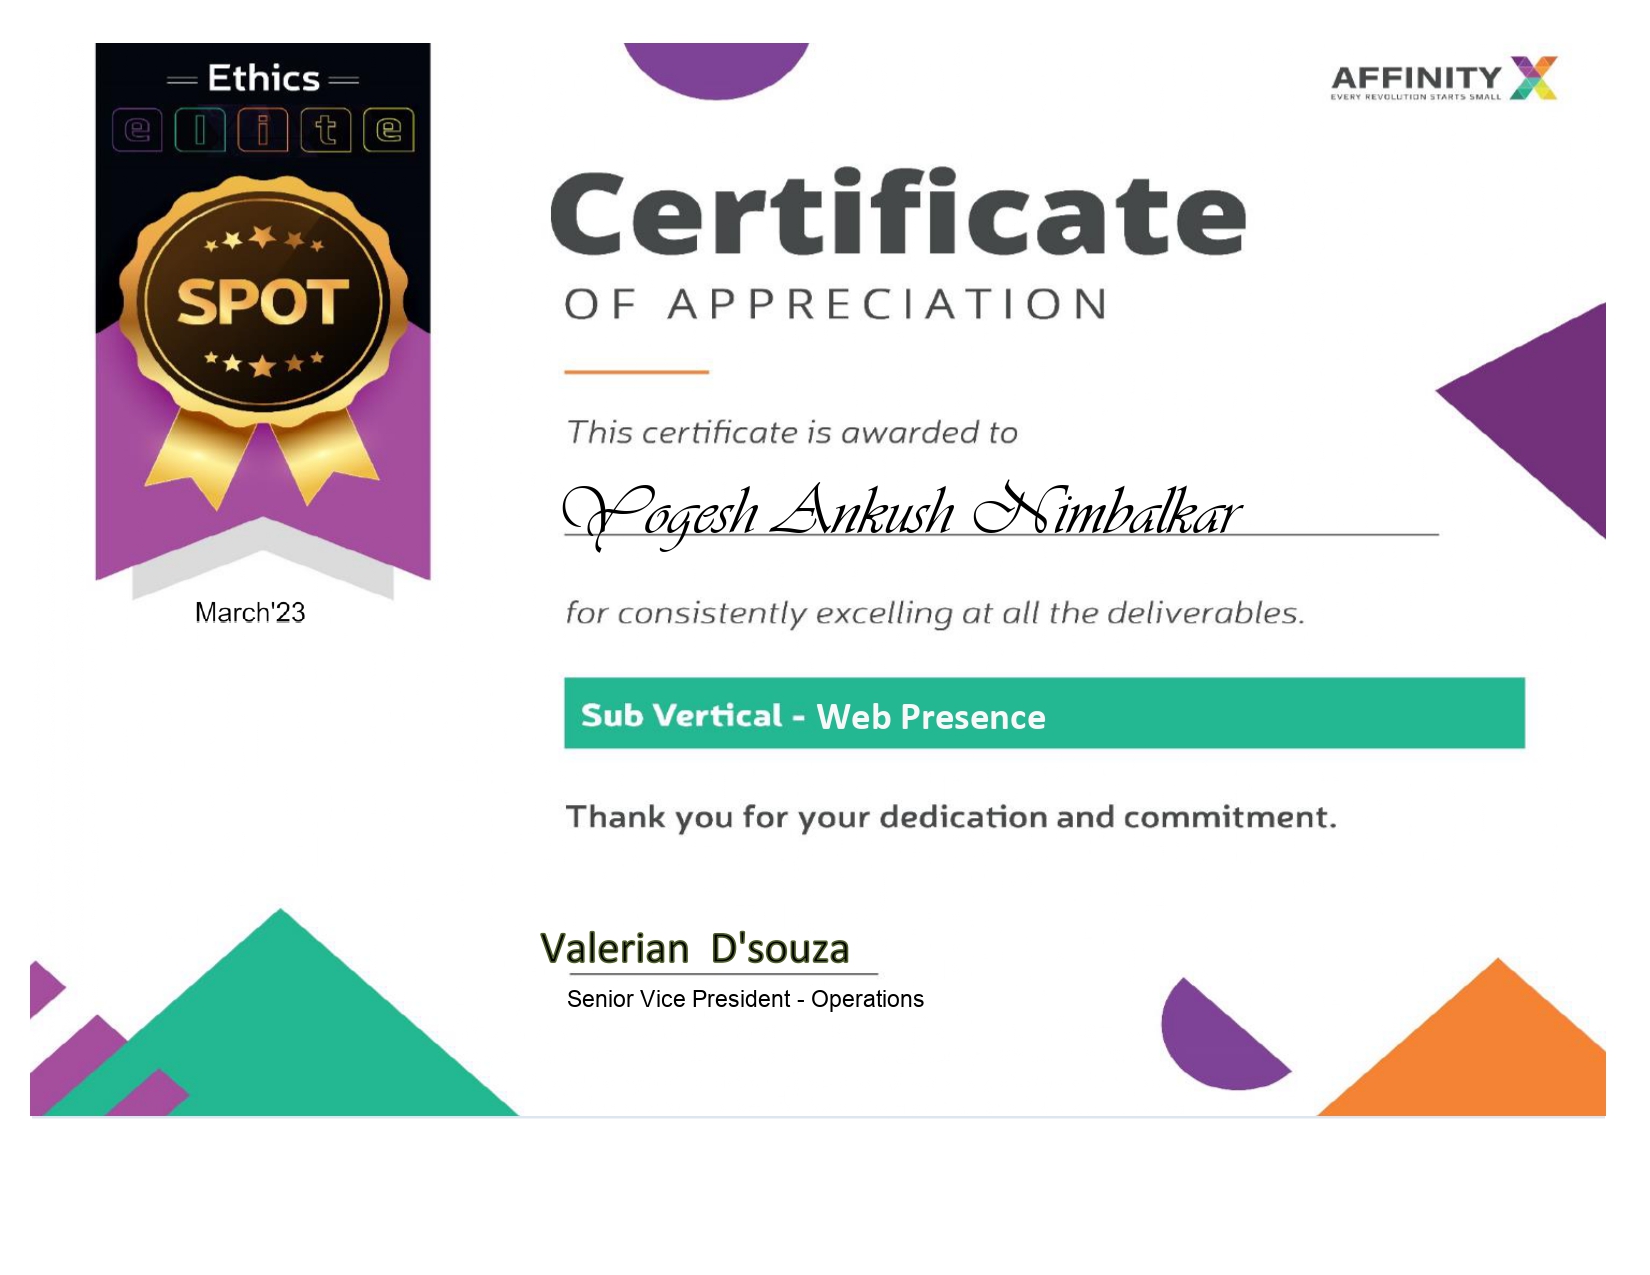 Ethics
elite
SPOT
March'23
AFFINITY X
EVERY REVOLUTION STARTS SMALL
Certificate
OF APPRECIATION
This certificate is awarded to
Yogesh Ankush Nimbalkar
for consistently excelling at all the deliverables.
Sub Vertical - Web Presence
Thank you for your dedication and commitment.
Valerian D'souza
Senior Vice President - Operations